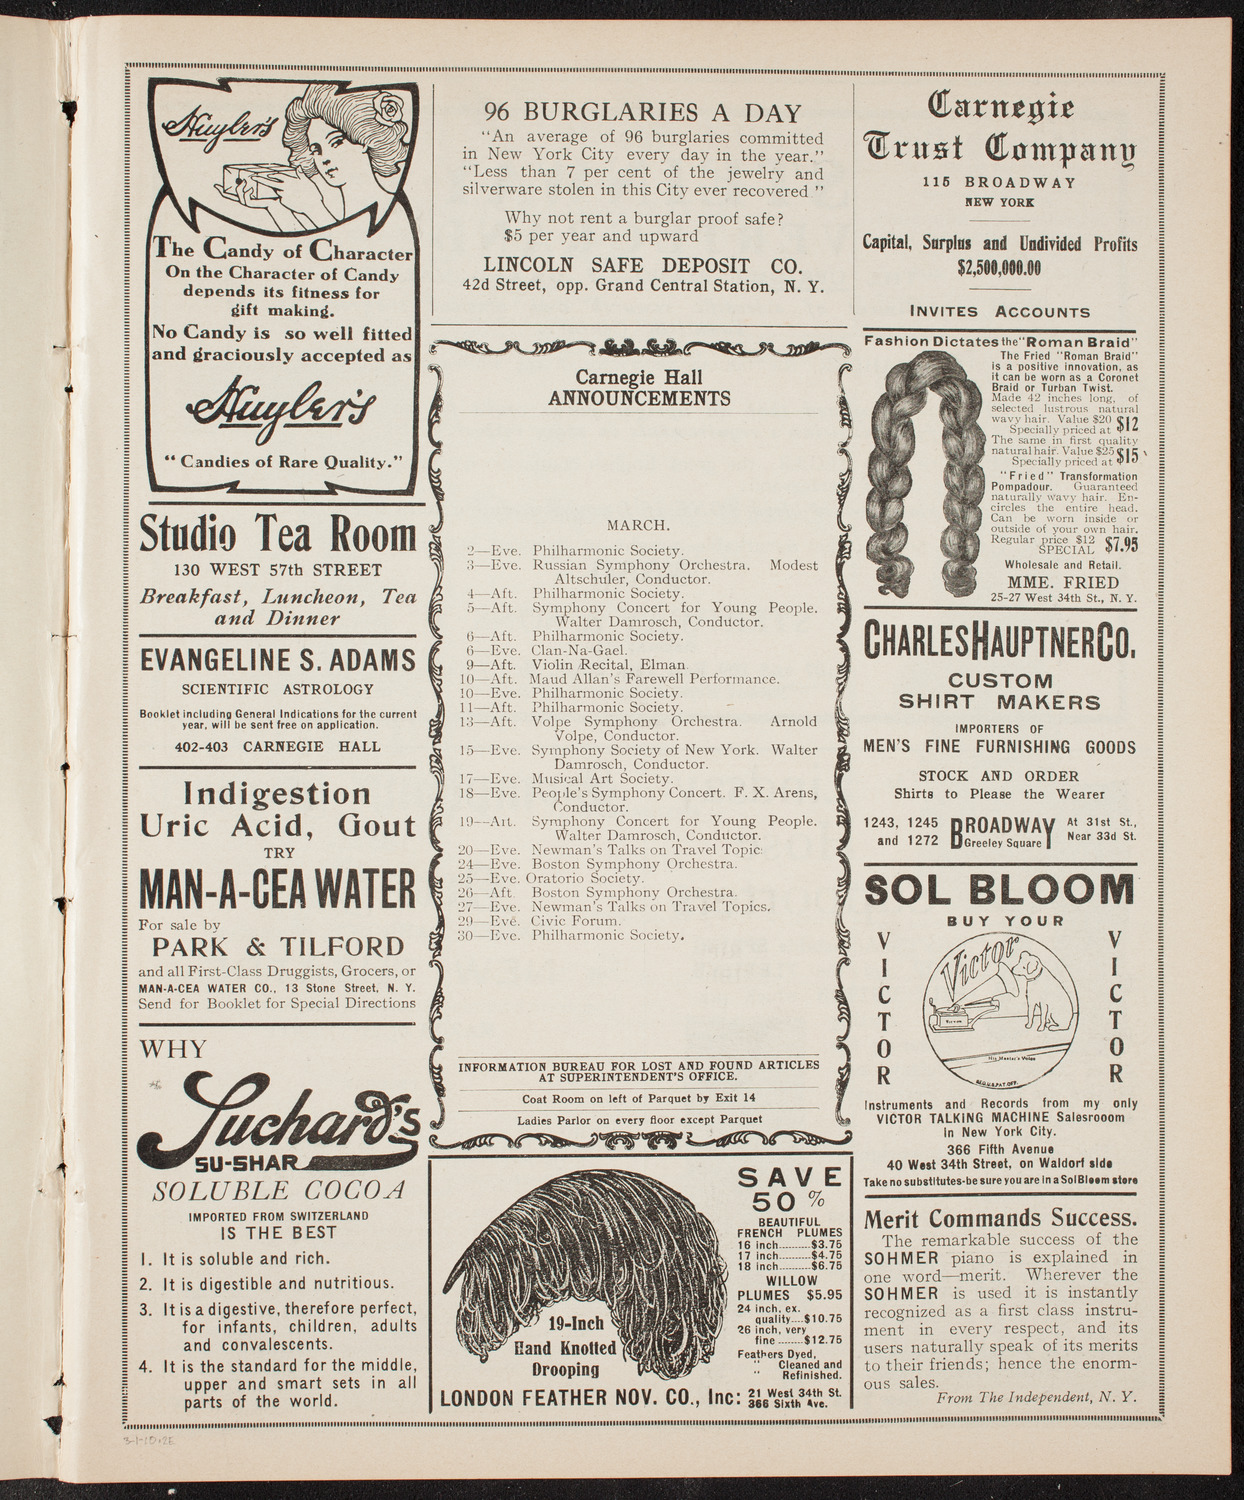 Huyler's
The Candy of Character
On the Character of Candy
depends its fitness for
gift making.
No Candy is so well fitted
and graciously accepted as
Huyler's
"Candies of Rare Quality."
Studio Tea Room
130 WEST 57th STREET
Breakfast, Luncheon, Tea
and Dinner
EVANGELINE S. ADAMS
SCIENTIFIC ASTROLOGY
Booklet including General Indications for the current
year, will be sent free on application.
402-403 CARNEGIE HALL
Indigestion
Uric Acid, Gout
TRY
MAN-A-CEA WATER
For sale by
PARK & TILFORD
and all First-Class Druggists, Grocers, or
MAN-A-CEA WATER CO., 13 Stone Street, N. Y.
Send for Booklet for Special Directions
WHY
Suchard's
SU-SHAR
SOLUBLE COCOA
IMPORTED FROM SWITZERLAND
IS THE BEST
1. It is soluble and rich.
2. It is digestible and nutritious.
3. It is a digestive, therefore perfect,
for infants, children, adults
and convalescents.
4. It is the standard for the middle,
upper and smart sets in all
parts of the world.
96 BURGLARIES A DAY
"An average of 96 burglaries committed
in New York City every day in the year."
"Less than 7 per cent of the jewelry and
silverware stolen in this City ever recovered"
Why not rent a burglar proof safe?
$5 per year and upward
LINCOLN SAFE DEPOSIT CO.
42d Street, opp. Grand Central Station, N. Y.
Carnegie Hall
ANNOUNCEMENTS
MARCH.
2—Eve. Philharmonic Society.
3—Eve. Russian Symphony Orchestra. Modest
Altschuler, Conductor.
4—Aft. Philharmonic Society.
5—Aft. Symphony Concert for Young People.
Walter Damrosch, Conductor.
6—Aft. Philharmonic Society.
6—Eve. Clan-Na-Gael.
9—Aft. Violin Recital, Elman.
10—Aft. Maud Allan's Farewell Performance.
10—Eve. Philharmonic Society.
11—Aft. Philharmonic Society.
13—Aft. Volpe Symphony Orchestra. Arnold
Volpe, Conductor.
15—Eve. Symphony Society of New York. Walter
Damrosch, Conductor.
17—Eve. Musical Art Society.
18—Eve. People's Symphony Concert. F. X. Arens,
Conductor.
19—Aft. Symphony Concert for Young People.
Walter Damrosch, Conductor.
20—Eve. Newman's Talks on Travel Topic:
24—Eve. Boston Symphony Orchestra.
25—Eve. Oratorio Society.
26—Aft Boston Symphony Orchestra.
27—Eve. Newman's Talks on Travel Topics.
29—Eve. Civic Forum.
30—Eve. Philharmonic Society.
INFORMATION BUREAU FOR LOST AND FOUND ARTICLES
AT SUPERINTENDENT'S OFFICE.
Coat Room on left of Parquet by Exit 14
Ladies Parlor on every floor except Parquet
19-Inch
Hand Knotted
Drooping
SAVE
50%
BEAUTIFUL
FRENCH PLUMES
16 inch..........$3.75
17 inch..........$4.75
18 inch..........$6.75
WILLOW
PLUMES $5.95
24 inch, ex.
quality....$10.75
26 inch, very
fine........$12.75
Feathers Dyed,
" Cleaned and
" Refinished.
LONDON FEATHER NOV. CO., Inc: 21 West 34th St.
366 Sixth Ave.
Carnegie
Trust Company
115 BROADWAY
NEW YORK
Capital, Surplus and Undivided Profits
$2,500,000.00
INVITES ACCOUNTS
Fashion Dictates the "Roman Braid"
The Fried "Roman Braid"
is a positive innovation, as
it can be worn as a Coronet
Braid or Turban Twist.
Made 42 inches long, of
selected lustrous natural
wavy hair. Value $20
Specially priced at $12
The same in first quality
natural hair. Value $25
Specially priced at $15
"Fried" Transformation
Pompadour. Guaranteed
naturally wavy hair. En-
circles the entire head.
Can be worn inside or
outside of your own hair.
Regular price $12
SPECIAL $7.95
Wholesale and Retail.
MME. FRIED
25-27 West 34th St., N. Y.
CHARLES HAUPTNER CO.
CUSTOM
SHIRT MAKERS
IMPORTERS OF
MEN'S FINE FURNISHING GOODS
STOCK AND ORDER
Shirts to Please the Wearer
1243, 1245 and 1272 BROADWAY Greeley Square At 31st St., Near 33d St.
SOL BLOOM
BUY YOUR
VICTOR
Victor
His Master's Voice
REG.U.S.PAT.OFF.
VICTOR
Instruments and Records from my only
VICTOR TALKING MACHINE Salesrooom
In New York City.
366 Fifth Avenue
40 West 34th Street, on Waldorf side
Take no substitutes-be sure you are in a Sol Bloem store
Merit Commands Success.
The remarkable success of the
SOHMER piano is explained in
one word—merit. Wherever the
SOHMER is used it is instantly
recognized as a first class instru-
ment in every respect, and its
users naturally speak of its merits
to their friends; hence the enorm-
ous sales.
From The Independent, N. Y.
3-1-10.2E